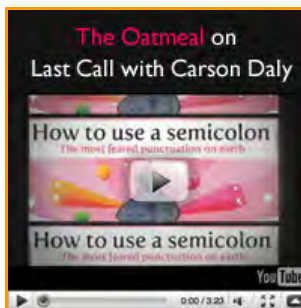 The Oatmeal on
Last Call with Carson Daly
How to use a semicolon
The most feared punctuation on earth
How to use a semicolon
The most feared punctuation on earth
YouTube
0:00 / 3:23